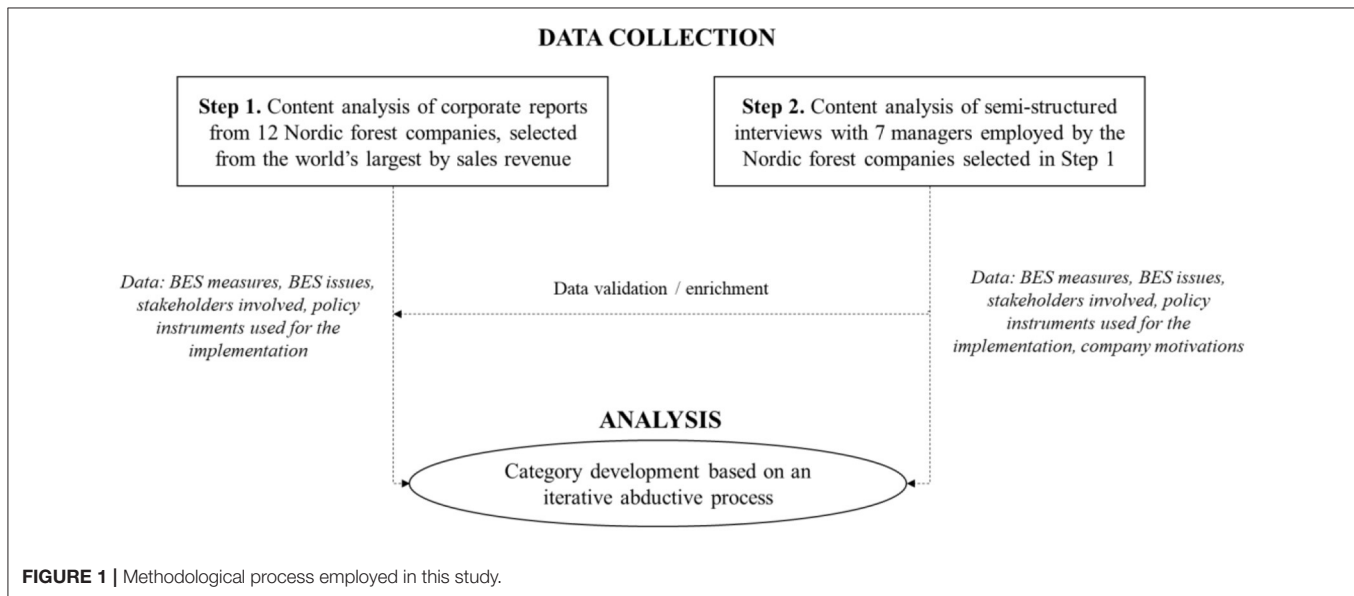 DATA COLLECTION
Step 1. Content analysis of corporate reports
from 12 Nordic forest companies, selected
from the world's largest by sales revenue
Step 2. Content analysis of semi-structured
interviews with 7 managers employed by the
Nordic forest companies selected in Step 1
Data: BES measures, BES issues,
stakeholders involved, policy
instruments used for the
implementation
Data validation / enrichment
Data: BES measures, BES issues,
stakeholders involved, policy
instruments used for the
implementation, company motivations
ANALYSIS
Category development based on an
iterative abductive process
FIGURE 1 | Methodological process employed in this study.